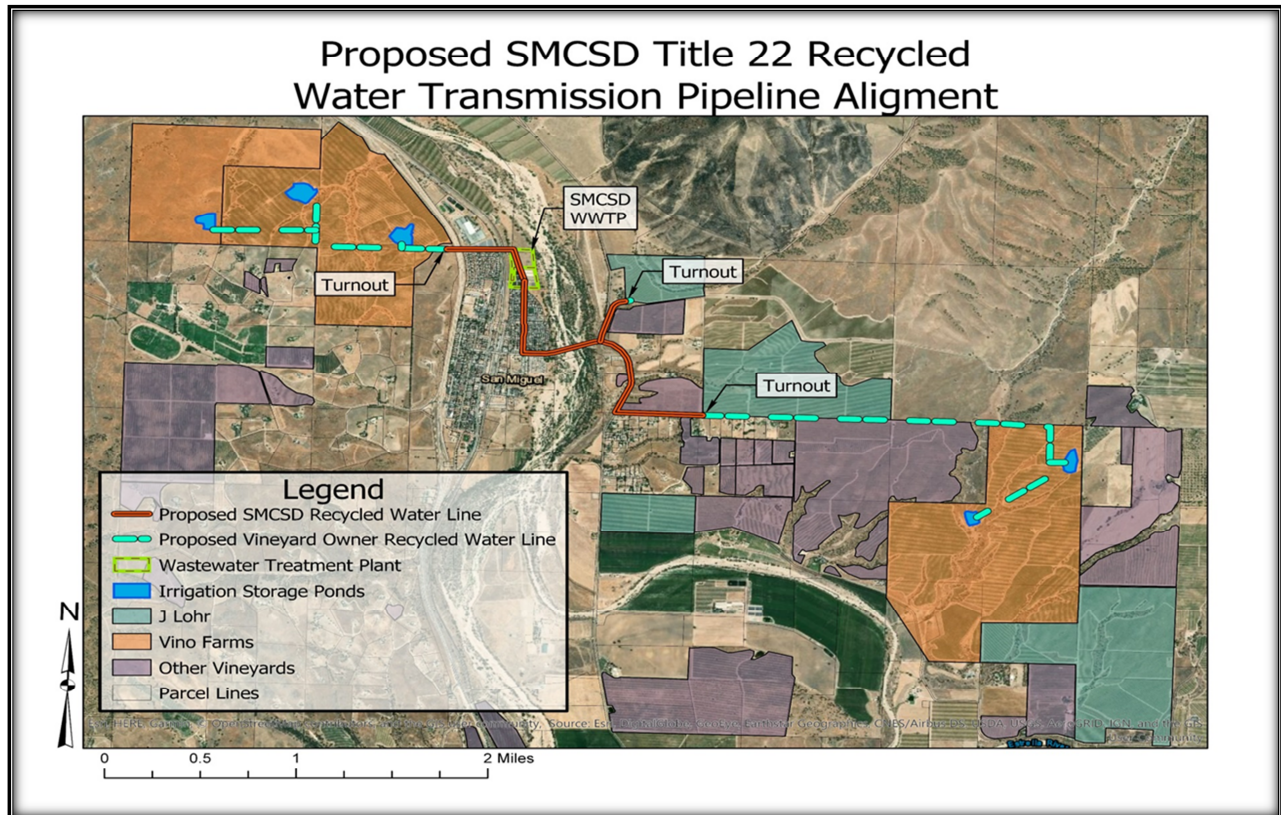 Proposed SMCSD Title 22 Recycled
Water Transmission Pipeline Aligment
SMCSD
WWTP
Turnout
Turnout
Turnout
San Miguel
Legend
Proposed SMCSD Recycled Water Line
Proposed Vineyard Owner Recycled Water Line
Wastewater Treatment Plant
Irrigation Storage Ponds
J Lohr
Vino Farms
Other Vineyards
Parcel Lines
N
0 0.5 1 2 Miles